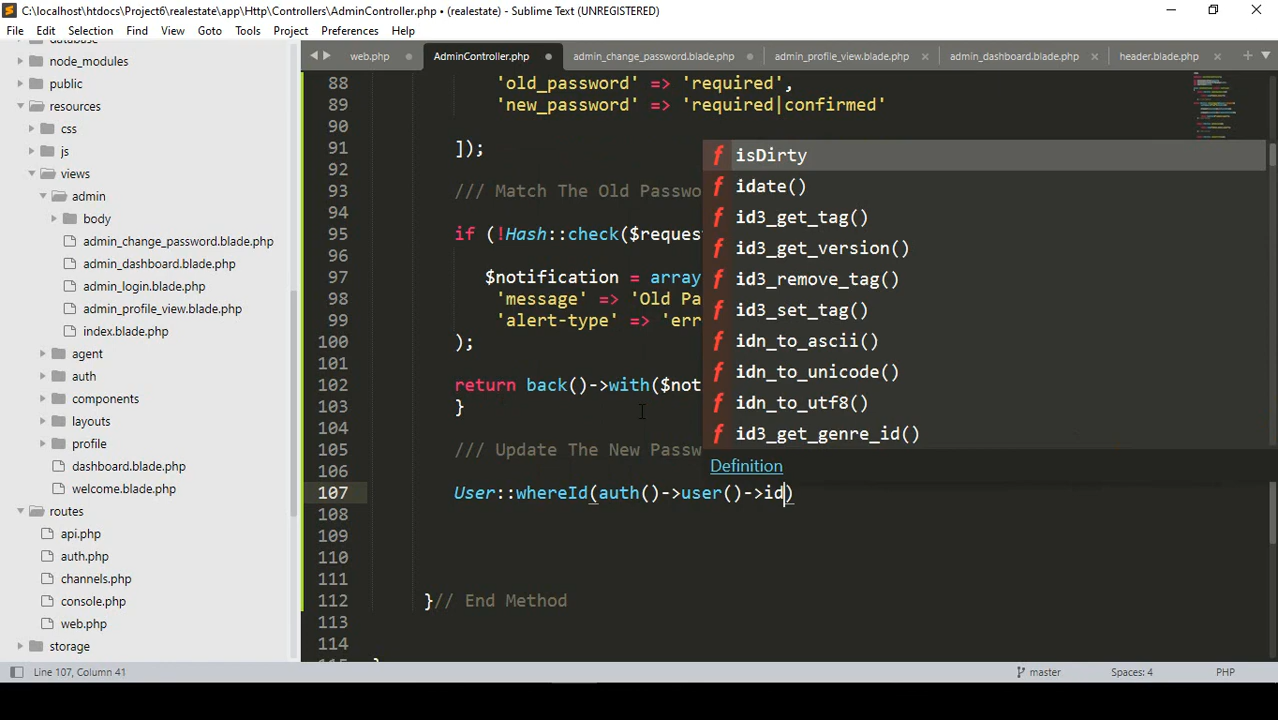 C:\localhost\htdocs\Project6\realestate\app\Http\Controllers\AdminController.php • (realestate) - Sublime Text (UNREGISTERED)
File Edit Selection Find View Goto Tools Project Preferences Help
web.php AdminController.php admin_change_password.blade.php admin_profile_view.blade.php admin_dashboard.blade.php header.blade.php
node_modules
public
resources
css
js
views
admin
body
admin_change_password.blade.php
admin_dashboard.blade.php
admin_login.blade.php
admin_profile_view.blade.php
index.blade.php
agent
auth
components
layouts
profile
dashboard.blade.php
welcome.blade.php
routes
api.php
auth.php
channels.php
console.php
web.php
storage
88 'old_password' => 'required',
89 'new_password' => 'required|confirmed'
90
91 ]);
92
93 /// Match The Old Passwo
94
95 if (!Hash::check($reques
96
97 $notification = array
98 'message' => 'Old Pa
99 'alert-type' => 'err
100 );
101
102 return back()->with($not
103 }
104
105 /// Update The New Passw
106
107 User::whereId(auth()->user()->id)
108
109
110
111
112 }// End Method
113
114
f isDirty
f idate()
f id3_get_tag()
f id3_get_version()
f id3_remove_tag()
f id3_set_tag()
f idn_to_ascii()
f idn_to_unicode()
f idn_to_utf8()
f id3_get_genre_id()
Definition
Line 107, Column 41 master Spaces: 4 PHP